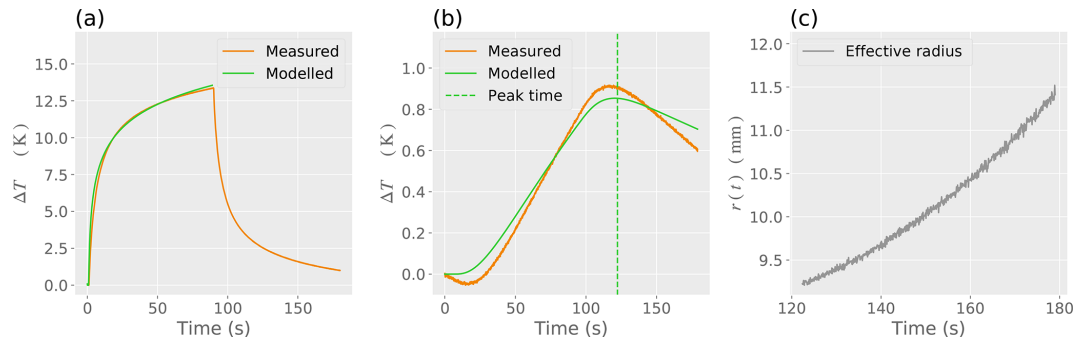 (a)
Measured
Modelled
15.0
12.5
10.0
7.5
5.0
2.5
0.0
ΔT (K)
0
50
100
150
Time (s)
(b)
Measured
Modelled
Peak time
1.0
0.8
0.6
0.4
0.2
0.0
ΔT (K)
0
50
100
150
Time (s)
(c)
Effective radius
12.0
11.5
11.0
10.5
10.0
9.5
r(t) (mm)
120
140
160
180
Time (s)